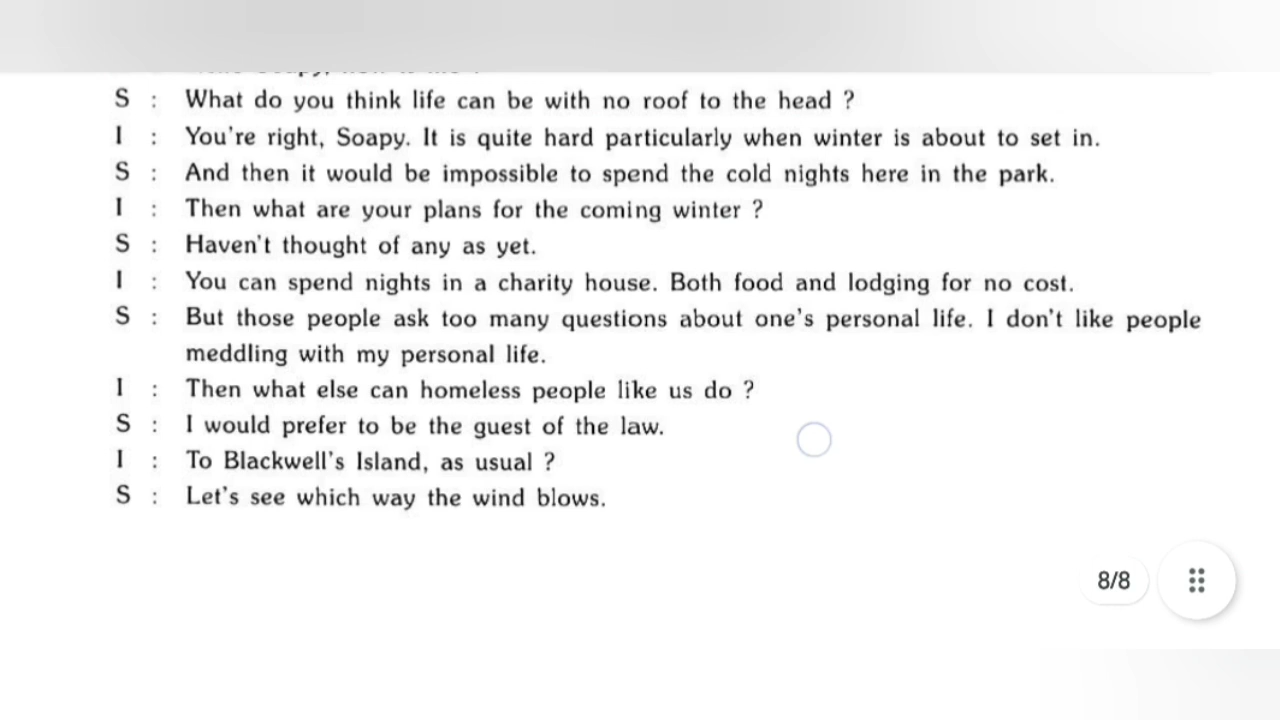 S : What do you think life can be with no roof to the head ?
I : You're right, Soapy. It is quite hard particularly when winter is about to set in.
S : And then it would be impossible to spend the cold nights here in the park.
I : Then what are your plans for the coming winter ?
S : Haven't thought of any as yet.
I : You can spend nights in a charity house. Both food and lodging for no cost.
S : But those people ask too many questions about one's personal life. I don't like people
meddling with my personal life.
I : Then what else can homeless people like us do ?
S : I would prefer to be the guest of the law.
I : To Blackwell's Island, as usual ?
S : Let's see which way the wind blows.
8/8